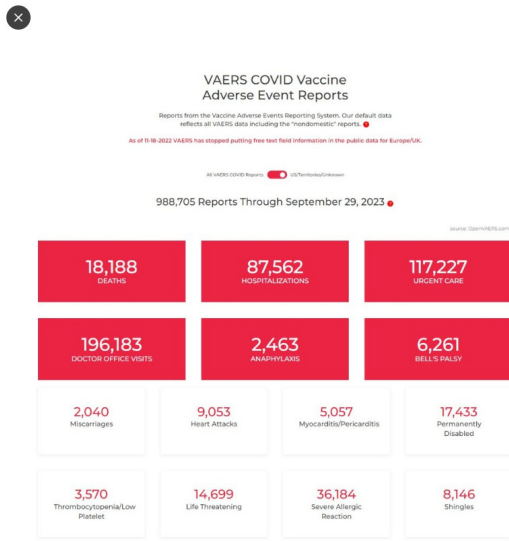 VAERS COVID Vaccine
Adverse Event Reports
Reports from the Vaccine Adverse Events Reporting System. Our default data
reflects all VAERS data including the "nondomestic" reports. ?
As of 11-18-2022 VAERS has stopped putting free text field information in the public data for Europe/UK.
All VAERS COVID Reports US/Territories/Unknown
988,705 Reports Through September 29, 2023 ?
source: OpenVAERS.com
18,188 87,562 117,227
DEATHS HOSPITALIZATIONS URGENT CARE
196,183 2,463 6,261
DOCTOR OFFICE VISITS ANAPHYLAXIS BELL'S PALSY
2,040 9,053 5,057 17,433
Miscarriages Heart Attacks Myocarditis/Pericarditis Permanently
Disabled
3,570 14,699 36,184 8,146
Thrombocytopenia/Low Life Threatening Severe Allergic Shingles
Platelet Reaction